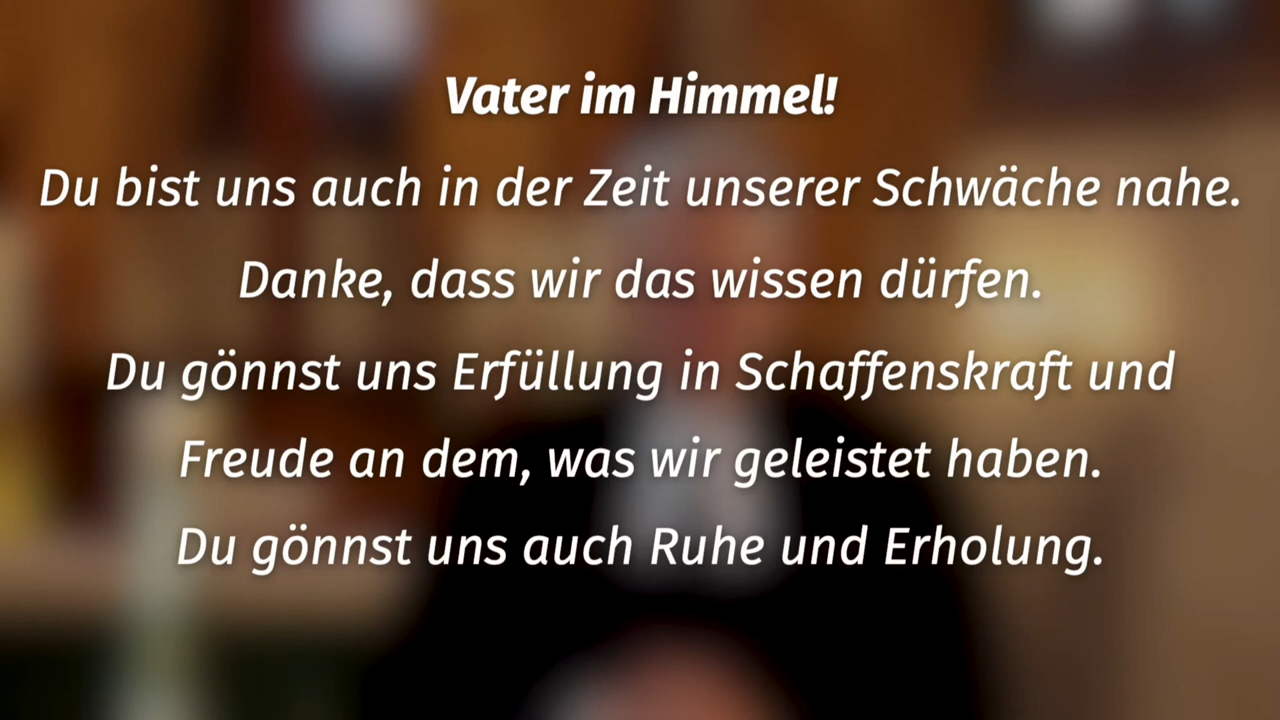 Vater im Himmel!
Du bist uns auch in der Zeit unserer Schwäche nahe.
Danke, dass wir das wissen dürfen.
Du gönnst uns Erfüllung in Schaffenskraft und
Freude an dem, was wir geleistet haben.
Du gönnst uns auch Ruhe und Erholung.